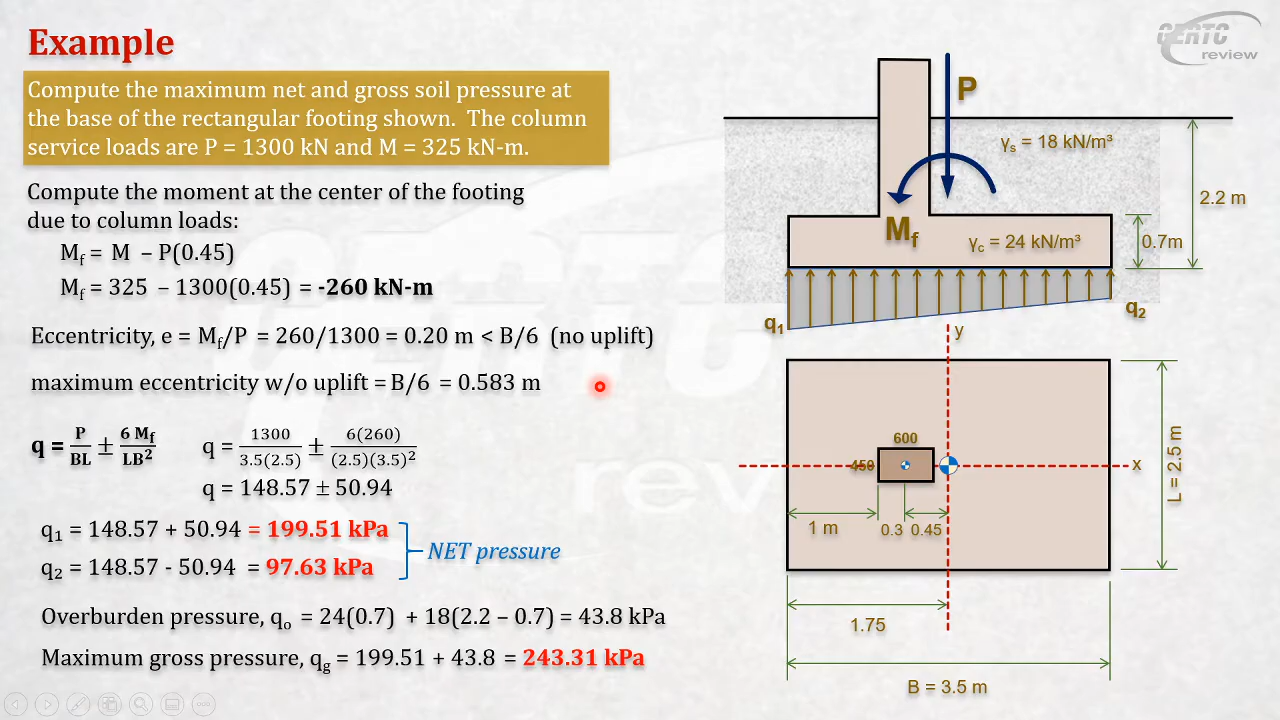 Example
CERTC
review
Compute the maximum net and gross soil pressure at
the base of the rectangular footing shown. The column
service loads are P = 1300 kN and M = 325 kN-m.
Compute the moment at the center of the footing
due to column loads:
M_f = M – P(0.45)
M_f = 325 – 1300(0.45) = -260 kN-m
Eccentricity, e = M_f/P = 260/1300 = 0.20 m < B/6 (no uplift)
maximum eccentricity w/o uplift = B/6 = 0.583 m
q = P/BL ± 6 M_f/LB²
q = 1300/3.5(2.5) ± 6(260)/(2.5)(3.5)²
q = 148.57 ± 50.94
q₁ = 148.57 + 50.94 = 199.51 kPa
q₂ = 148.57 - 50.94 = 97.63 kPa
NET pressure
Overburden pressure, qₒ = 24(0.7) + 18(2.2 – 0.7) = 43.8 kPa
Maximum gross pressure, q_g = 199.51 + 43.8 = 243.31 kPa
P
γₛ = 18 kN/m³
2.2 m
M_f
γ_c = 24 kN/m³
0.7m
q₁
q₂
y
600
450
x
L = 2.5 m
1 m
0.3
0.45
1.75
B = 3.5 m